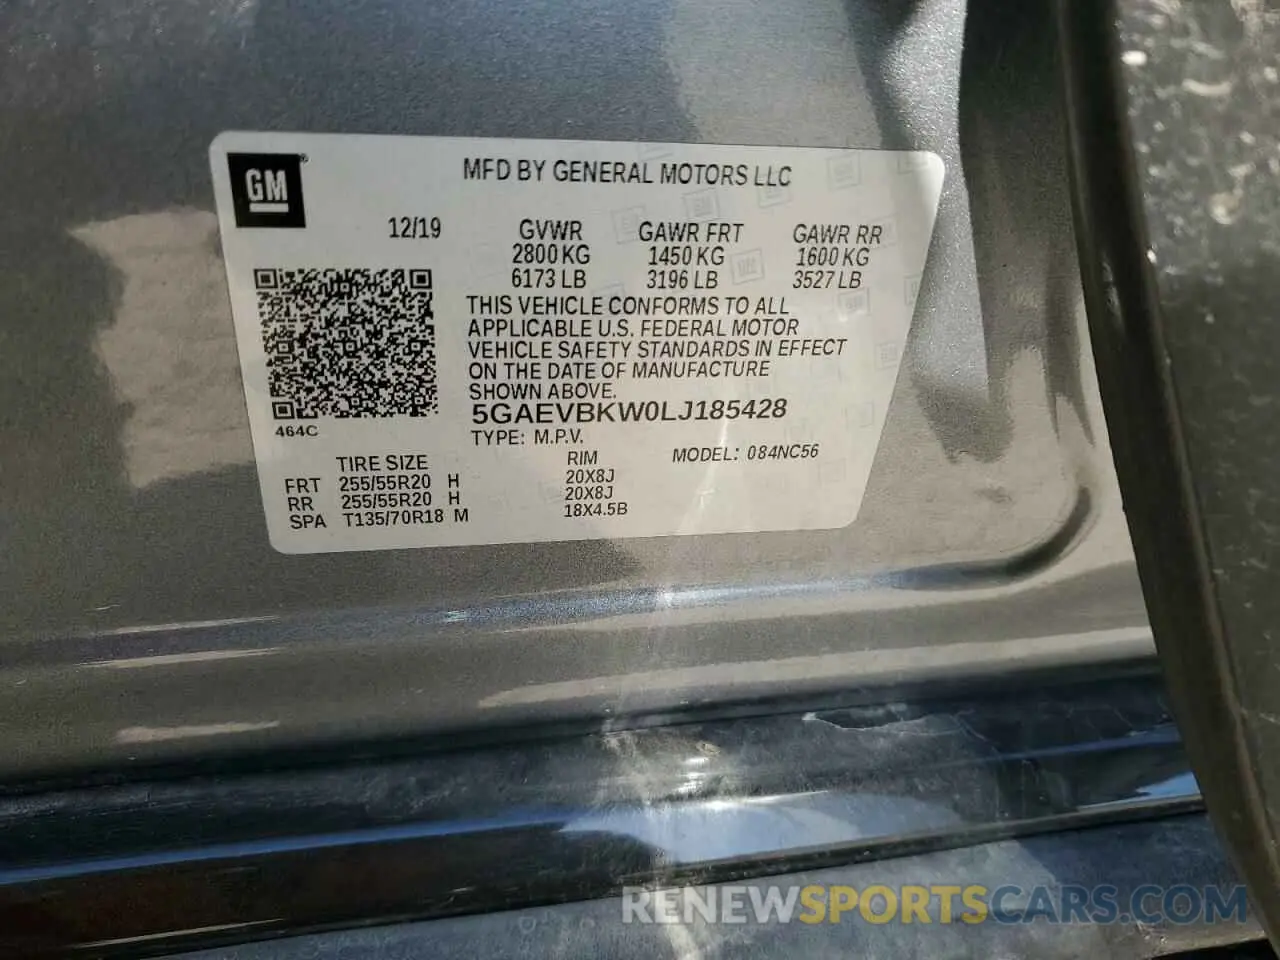 GM
MFD BY GENERAL MOTORS LLC
12/19 GVWR GAWR FRT GAWR RR
2800 KG 1450 KG 1600 KG
6173 LB 3196 LB 3527 LB
THIS VEHICLE CONFORMS TO ALL
APPLICABLE U.S. FEDERAL MOTOR
VEHICLE SAFETY STANDARDS IN EFFECT
ON THE DATE OF MANUFACTURE
SHOWN ABOVE.
464C
5GAEVBKW0LJ185428
TYPE: M.P.V.
MODEL: 084NC56
TIRE SIZE RIM
FRT 255/55R20 H 20X8J
RR 255/55R20 H 20X8J
SPA T135/70R18 M 18X4.5B
RENEWSPORTSCARS.COM